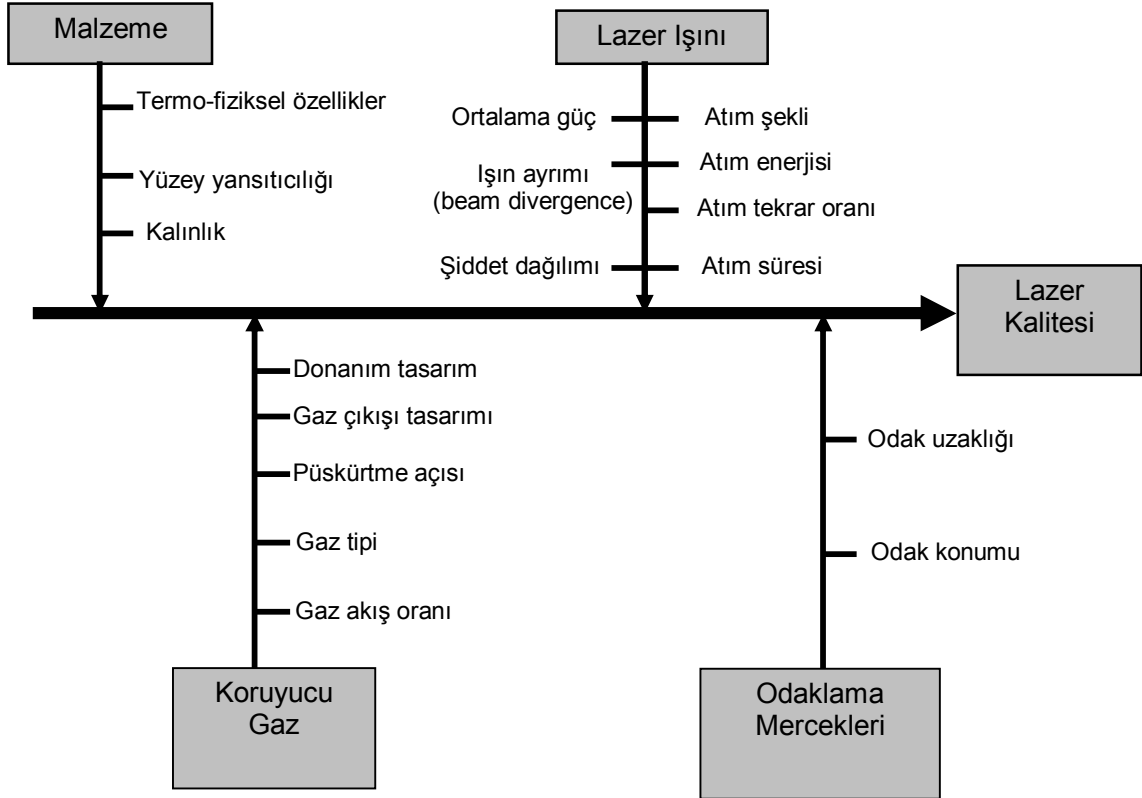 Malzeme
Termo-fiziksel özellikler
Yüzey yansıtıcılığı
Kalınlık
Lazer Işını
Ortalama güç
Işın ayrımı
(beam divergence)
Şiddet dağılımı
Atım şekli
Atım enerjisi
Atım tekrar oranı
Atım süresi
Lazer
Kalitesi
Donanım tasarım
Gaz çıkışı tasarımı
Püskürtme açısı
Gaz tipi
Gaz akış oranı
Koruyucu
Gaz
Odak uzaklığı
Odak konumu
Odaklama
Mercekleri